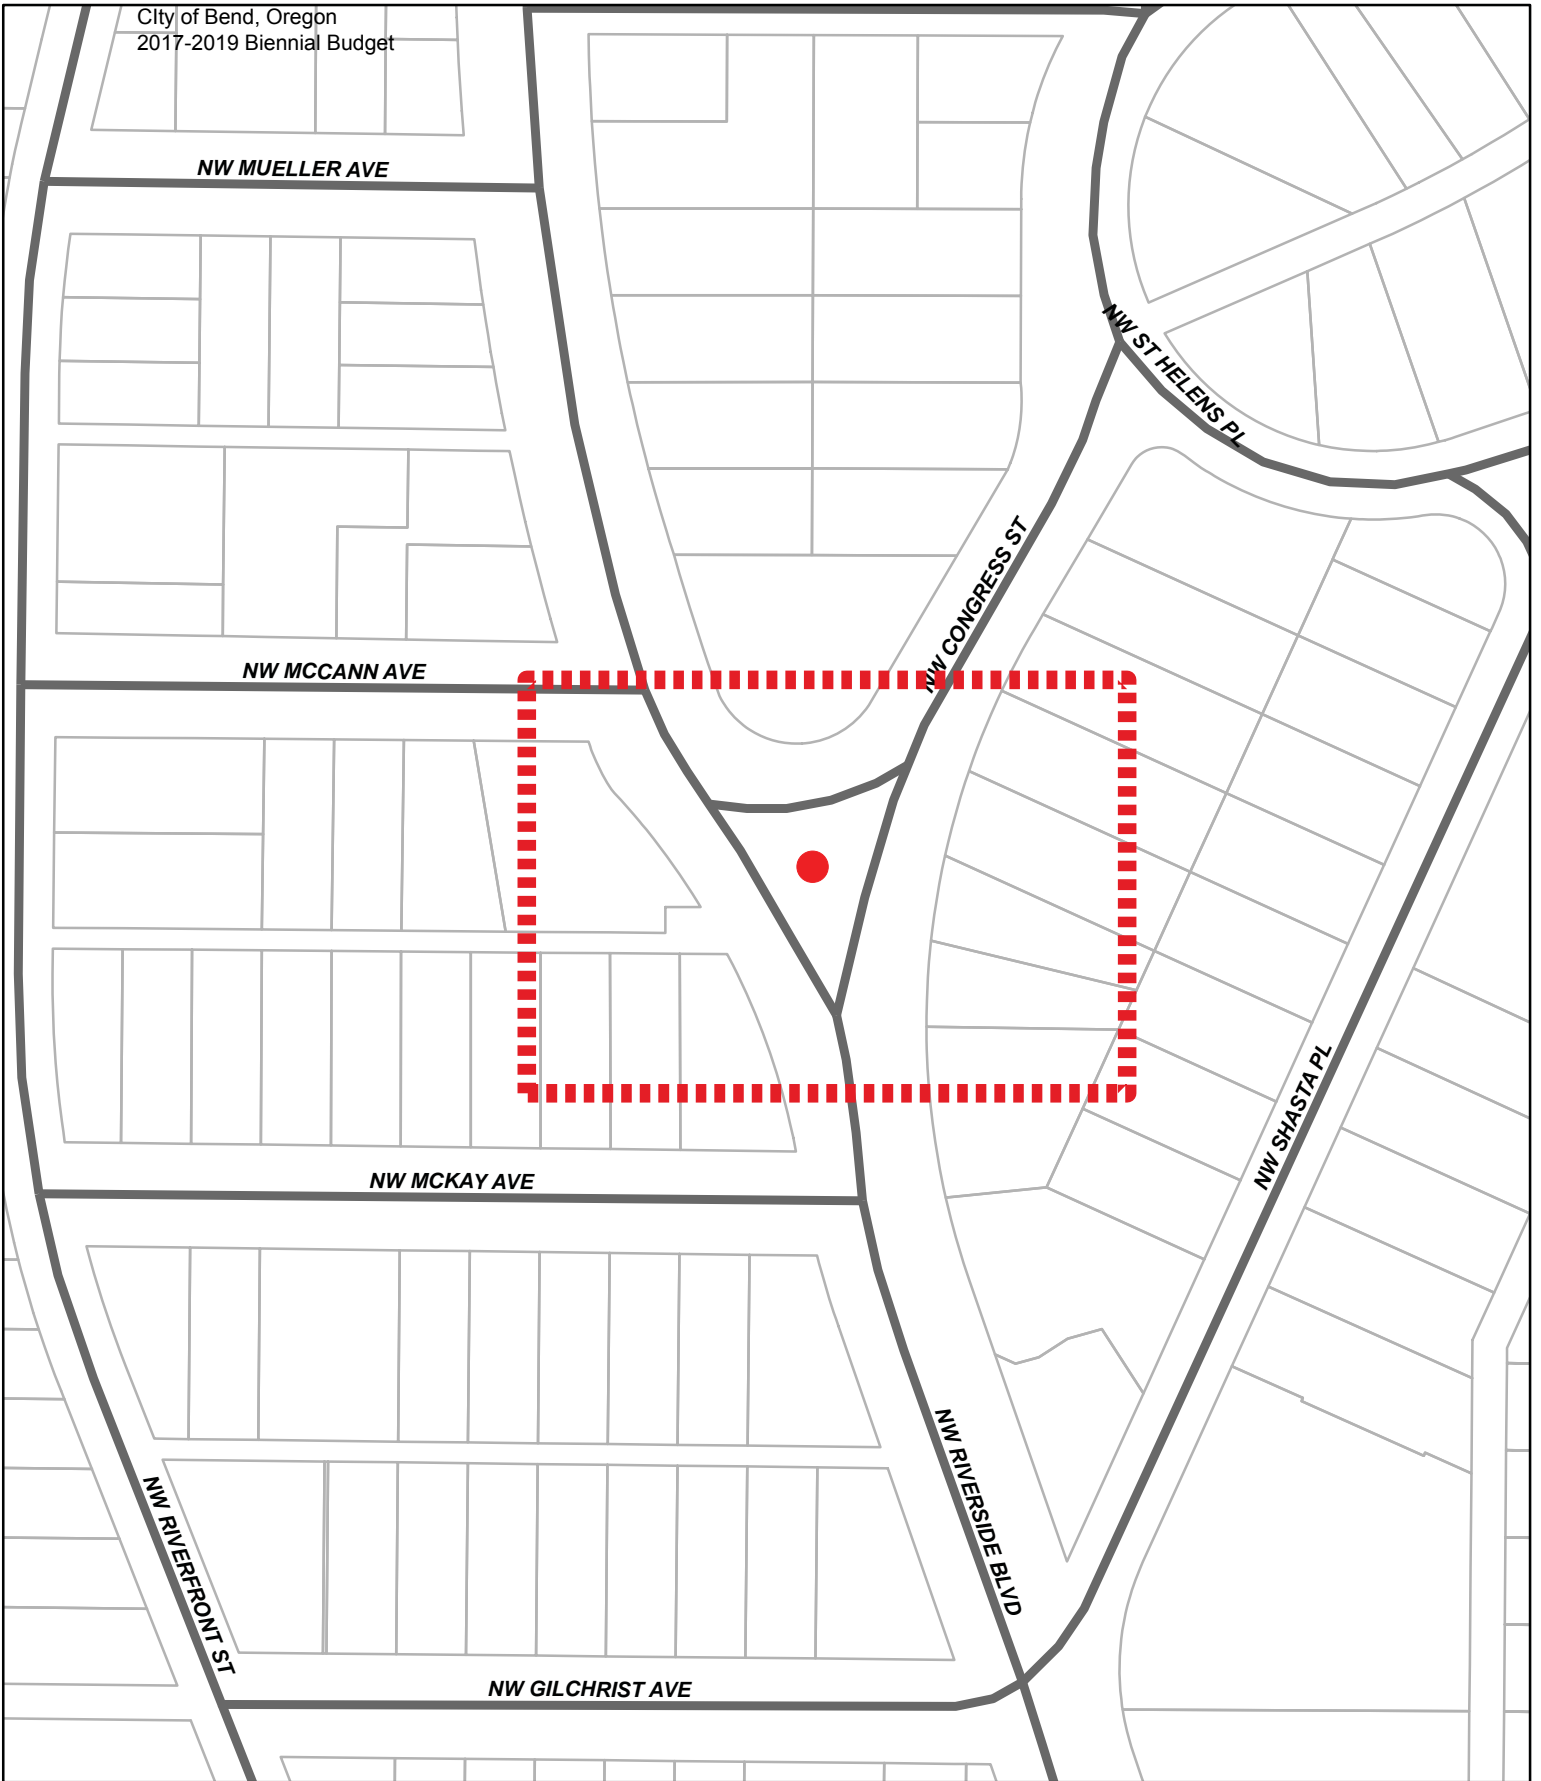 CIty of Bend, Oregon
2017-2019 Biennial Budget
NW MUELLER AVE
NW ST HELENS PL
NW CONGRESS ST
NW MCCANN AVE
NW SHASTA PL
NW MCKAY AVE
NW RIVERSIDE BLVD
NW RIVERFRONT ST
NW GILCHRIST AVE